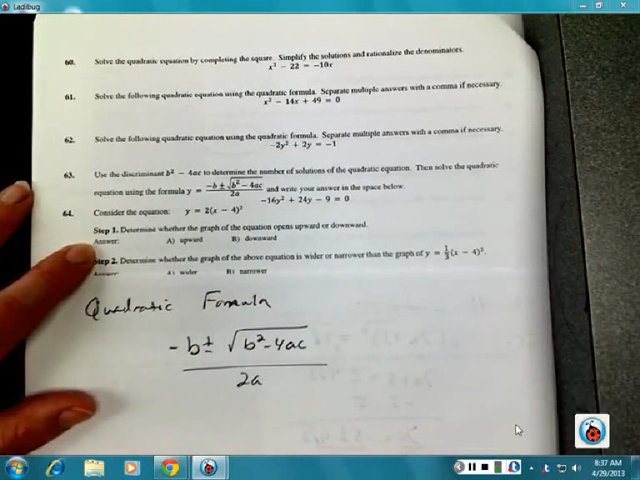 Ladibug
60. Solve the quadratic equation by completing the square. Simplify the solutions and rationalize the denominators.
x² − 22 = −10x
61. Solve the following quadratic equation using the quadratic formula. Separate multiple answers with a comma if necessary.
x² − 14x + 49 = 0
62. Solve the following quadratic equation using the quadratic formula. Separate multiple answers with a comma if necessary.
−2y² + 2y = −1
63. Use the discriminant b² − 4ac to determine the number of solutions of the quadratic equation. Then solve the quadratic
equation using the formula y = (−b ± √(b² − 4ac))/2a and write your answer in the space below.
−16y² + 24y − 9 = 0
64. Consider the equation: y = 2(x − 4)²
Step 1. Determine whether the graph of the equation opens upward or downward.
Answer: A) upward B) downward
Step 2. Determine whether the graph of the above equation is wider or narrower than the graph of y = 1/3(x − 4)².
Answer: A) wider B) narrower
Quadratic Formula
−b ± √(b² − 4ac)
2a
8:37 AM
4/29/2013